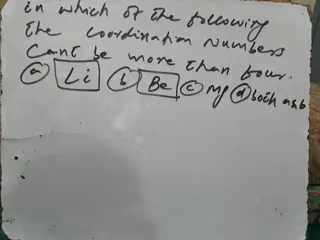 in which of the following
the coordination numbers
cant be more than four.
(a) Li (b) Be (c) Mg (d) both a & b